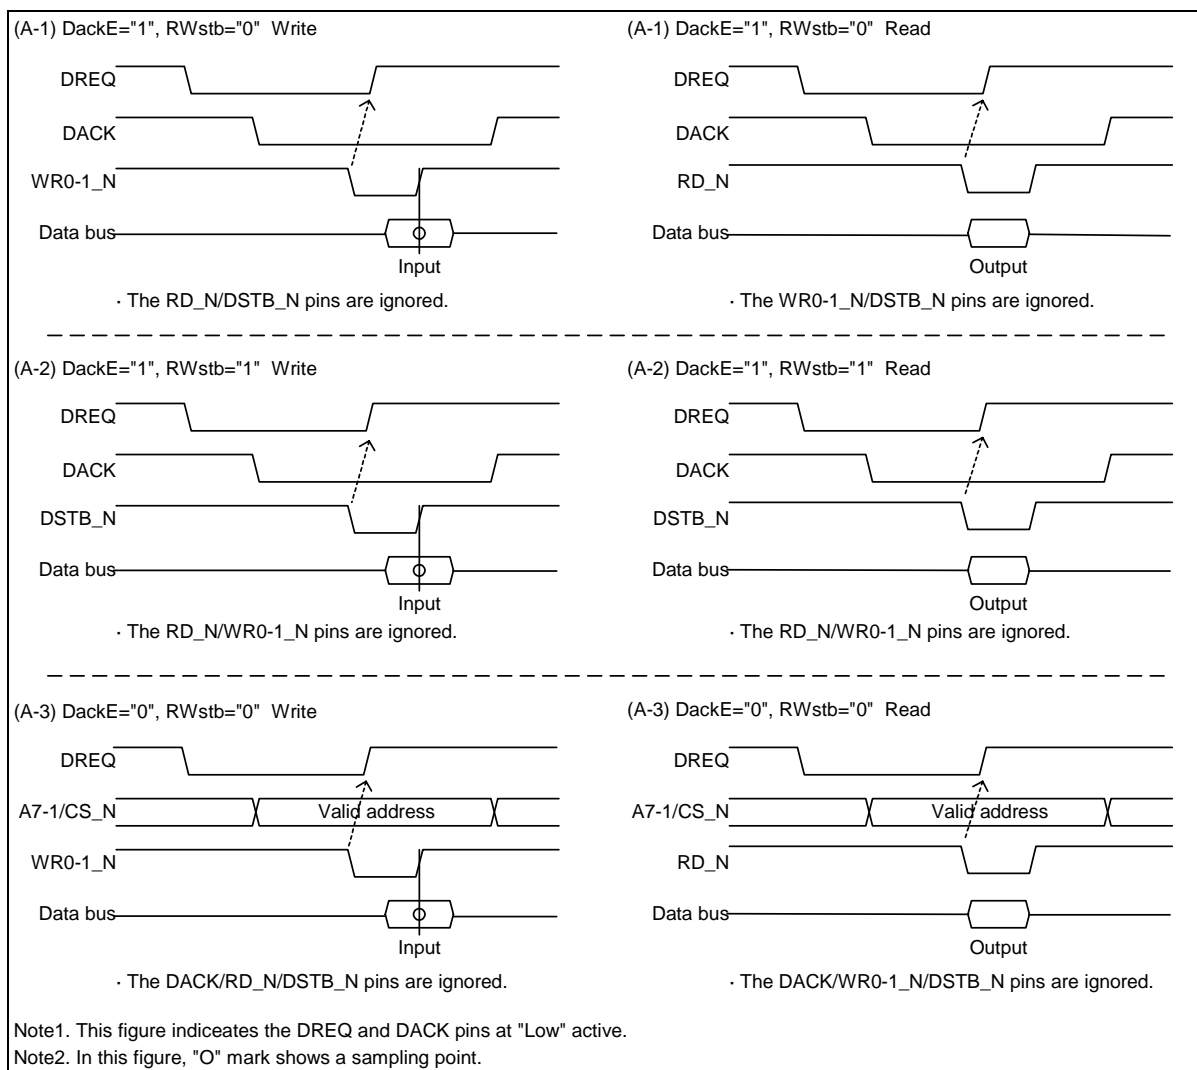 (A-1) DackE="1", RWstb="0" Write
DREQ
DACK
WR0-1_N
Data bus
Input
· The RD_N/DSTB_N pins are ignored.
(A-1) DackE="1", RWstb="0" Read
DREQ
DACK
RD_N
Data bus
Output
· The WR0-1_N/DSTB_N pins are ignored.
(A-2) DackE="1", RWstb="1" Write
DREQ
DACK
DSTB_N
Data bus
Input
· The RD_N/WR0-1_N pins are ignored.
(A-2) DackE="1", RWstb="1" Read
DREQ
DACK
DSTB_N
Data bus
Output
· The RD_N/WR0-1_N pins are ignored.
(A-3) DackE="0", RWstb="0" Write
DREQ
A7-1/CS_N
Valid address
WR0-1_N
Data bus
Input
· The DACK/RD_N/DSTB_N pins are ignored.
(A-3) DackE="0", RWstb="0" Read
DREQ
A7-1/CS_N
Valid address
RD_N
Data bus
Output
· The DACK/WR0-1_N/DSTB_N pins are ignored.
Note1. This figure indiceates the DREQ and DACK pins at "Low" active.
Note2. In this figure, "O" mark shows a sampling point.